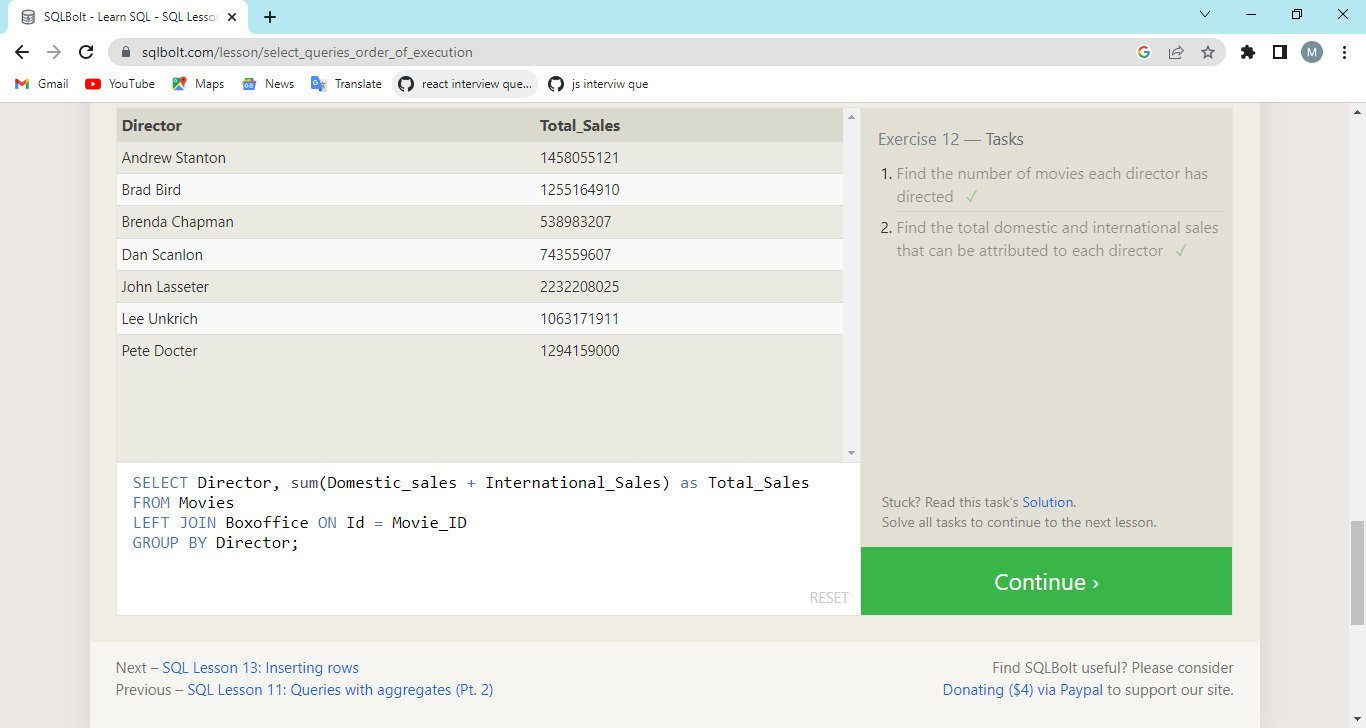 SQLBolt - Learn SQL - SQL Lesson
sqlbolt.com/lesson/select_queries_order_of_execution
M
Gmail YouTube Maps News Translate react interview que... js interviw que
Director Total_Sales
Andrew Stanton 1458055121
Brad Bird 1255164910
Brenda Chapman 538983207
Dan Scanlon 743559607
John Lasseter 2232208025
Lee Unkrich 1063171911
Pete Docter 1294159000
SELECT Director, sum(Domestic_sales + International_Sales) as Total_Sales
FROM Movies
LEFT JOIN Boxoffice ON Id = Movie_ID
GROUP BY Director;
RESET
Exercise 12 — Tasks
1. Find the number of movies each director has
directed ✓
2. Find the total domestic and international sales
that can be attributed to each director ✓
Stuck? Read this task's Solution.
Solve all tasks to continue to the next lesson.
Continue ›
Next – SQL Lesson 13: Inserting rows
Previous – SQL Lesson 11: Queries with aggregates (Pt. 2)
Find SQLBolt useful? Please consider
Donating ($4) via Paypal to support our site.